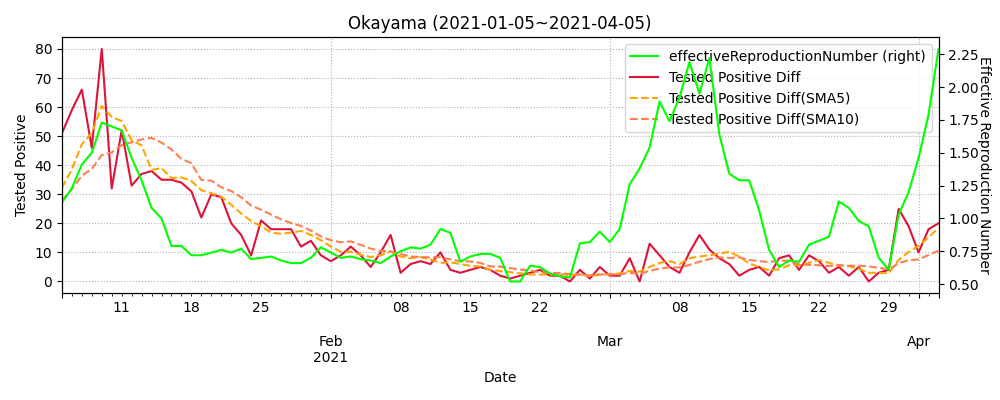 Okayama (2021-01-05~2021-04-05)
effectiveReproductionNumber (right)
Tested Positive Diff
Tested Positive Diff(SMA5)
Tested Positive Diff(SMA10)
Tested Positive
80
70
60
50
40
30
20
10
0
2.25
2.00
1.75
1.50
1.25
1.00
0.75
0.50
Effective Reproduction Number
11 18 25 08 15 22 08 15 22 29
Feb Mar Apr
2021
Date